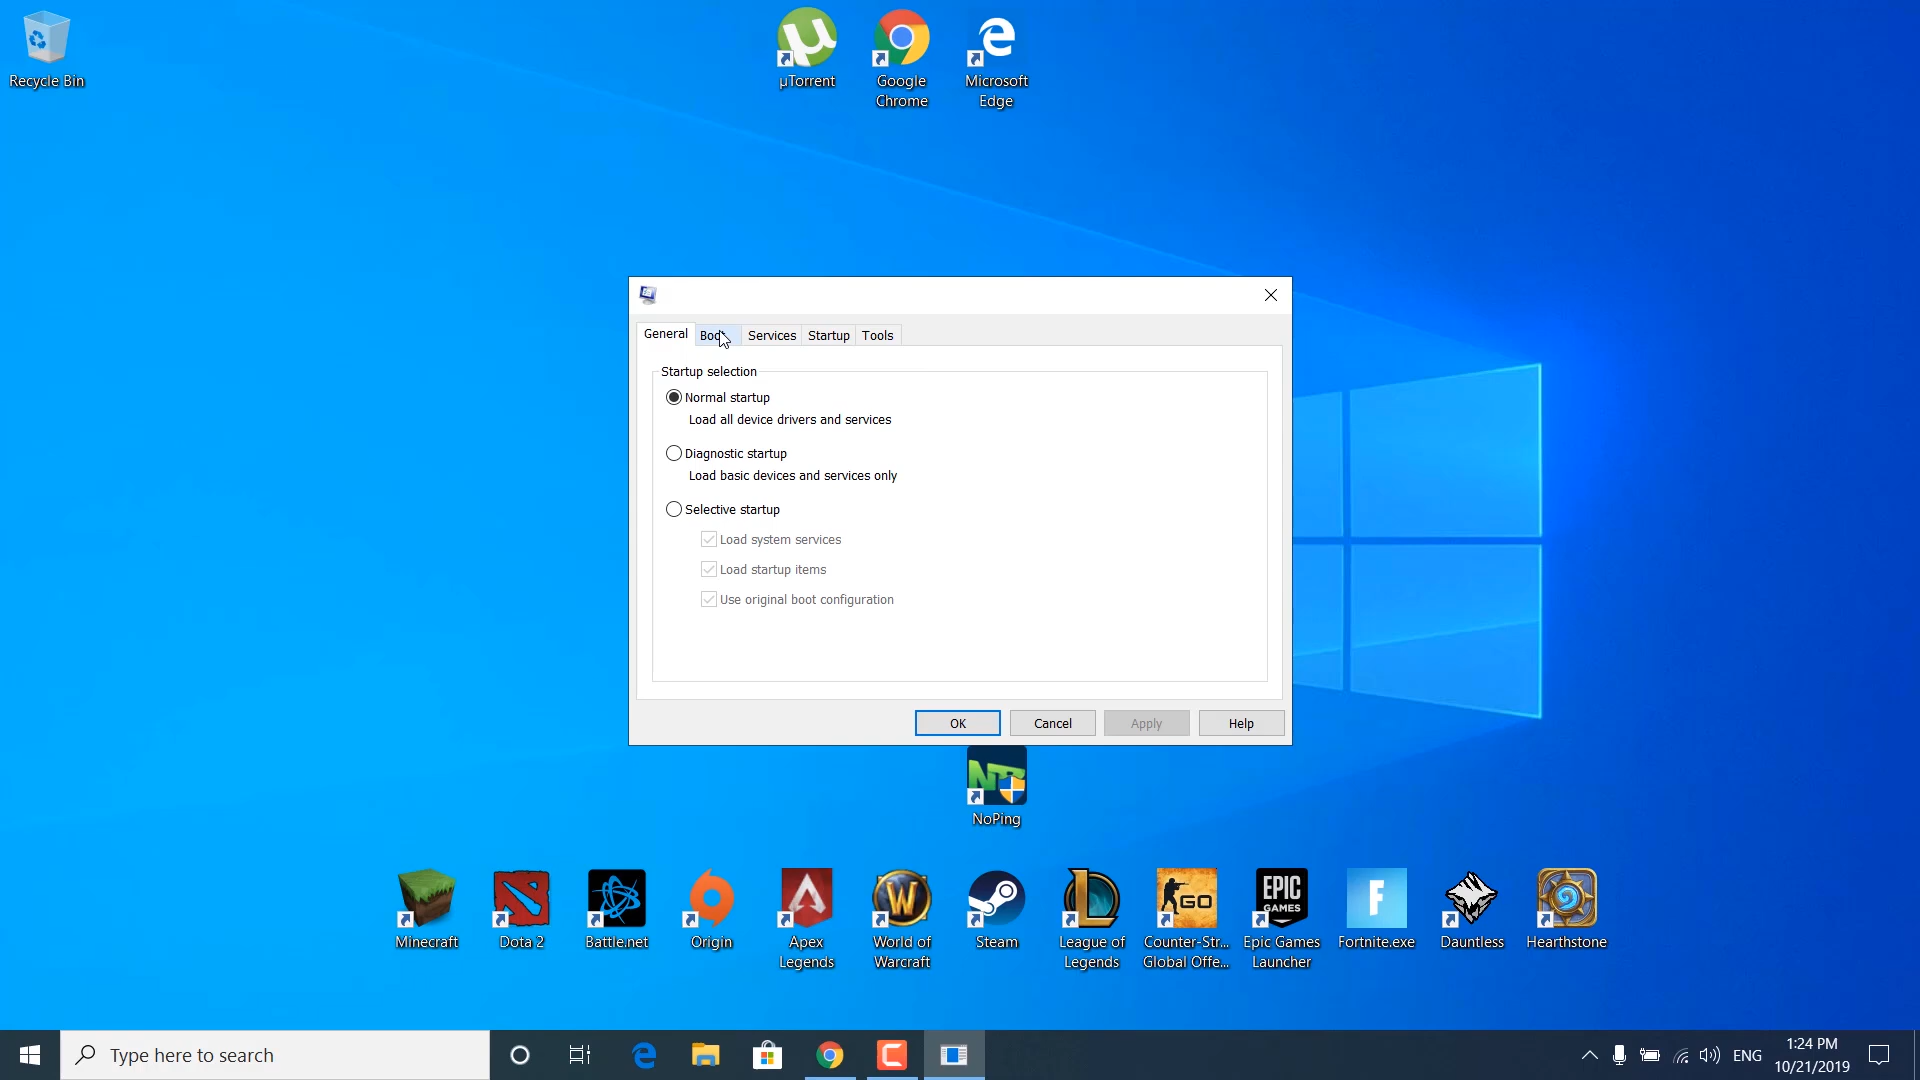 Recycle Bin
µTorrent
Google
Chrome
Microsoft
Edge
General
Services
Startup
Tools
Startup selection
Normal startup
Load all device drivers and services
Diagnostic startup
Load basic devices and services only
Selective startup
Load system services
Load startup items
Use original boot configuration
OK
Cancel
Apply
Help
NoPing
Minecraft
Dota 2
Battle.net
Origin
Apex
Legends
World of
Warcraft
Steam
League of
Legends
GO
Counter-Str...
Global Offe...
EPIC
GAMES
Epic Games
Launcher
F
Fortnite.exe
Dauntless
Hearthstone
Type here to search
ENG
1:24 PM
10/21/2019